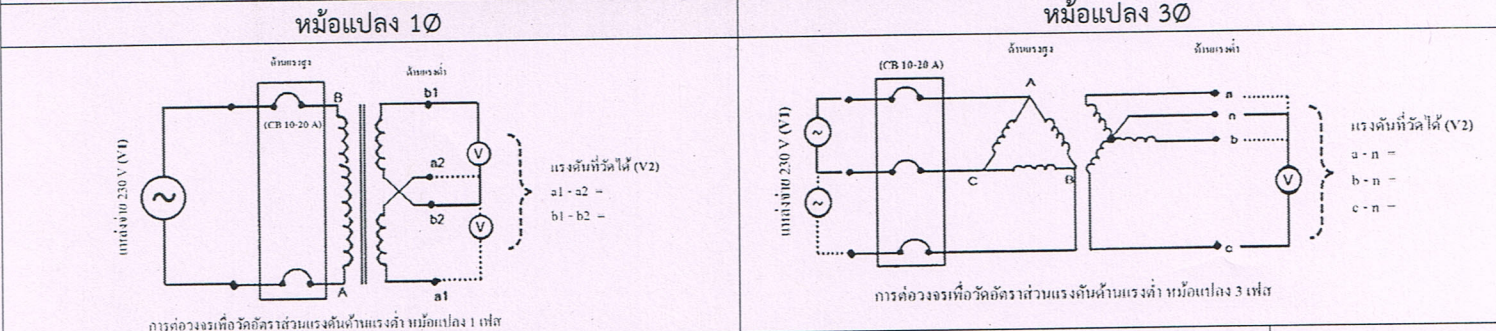 หม้อแปลง 1Ø
ด้านแรงสูง
ด้านแรงต่ำ
แหล่งจ่าย 230 V (V1)
(CB 10-20 A)
B
A
b1
a2
b2
a1
V
V
แรงดันที่วัดได้ (V2)
a1 - a2 =
b1 - b2 =
การต่อวงจรเพื่อวัดอัตราส่วนแรงดันด้านแรงต่ำ หม้อแปลง 1 เฟส
หม้อแปลง 3Ø
ด้านแรงสูง
ด้านแรงต่ำ
(CB 10-20 A)
แหล่งจ่าย 230 V (V1)
A
C
B
a
n
b
c
V
แรงดันที่วัดได้ (V2)
a - n =
b - n =
c - n =
การต่อวงจรเพื่อวัดอัตราส่วนแรงดันด้านแรงต่ำ หม้อแปลง 3 เฟส